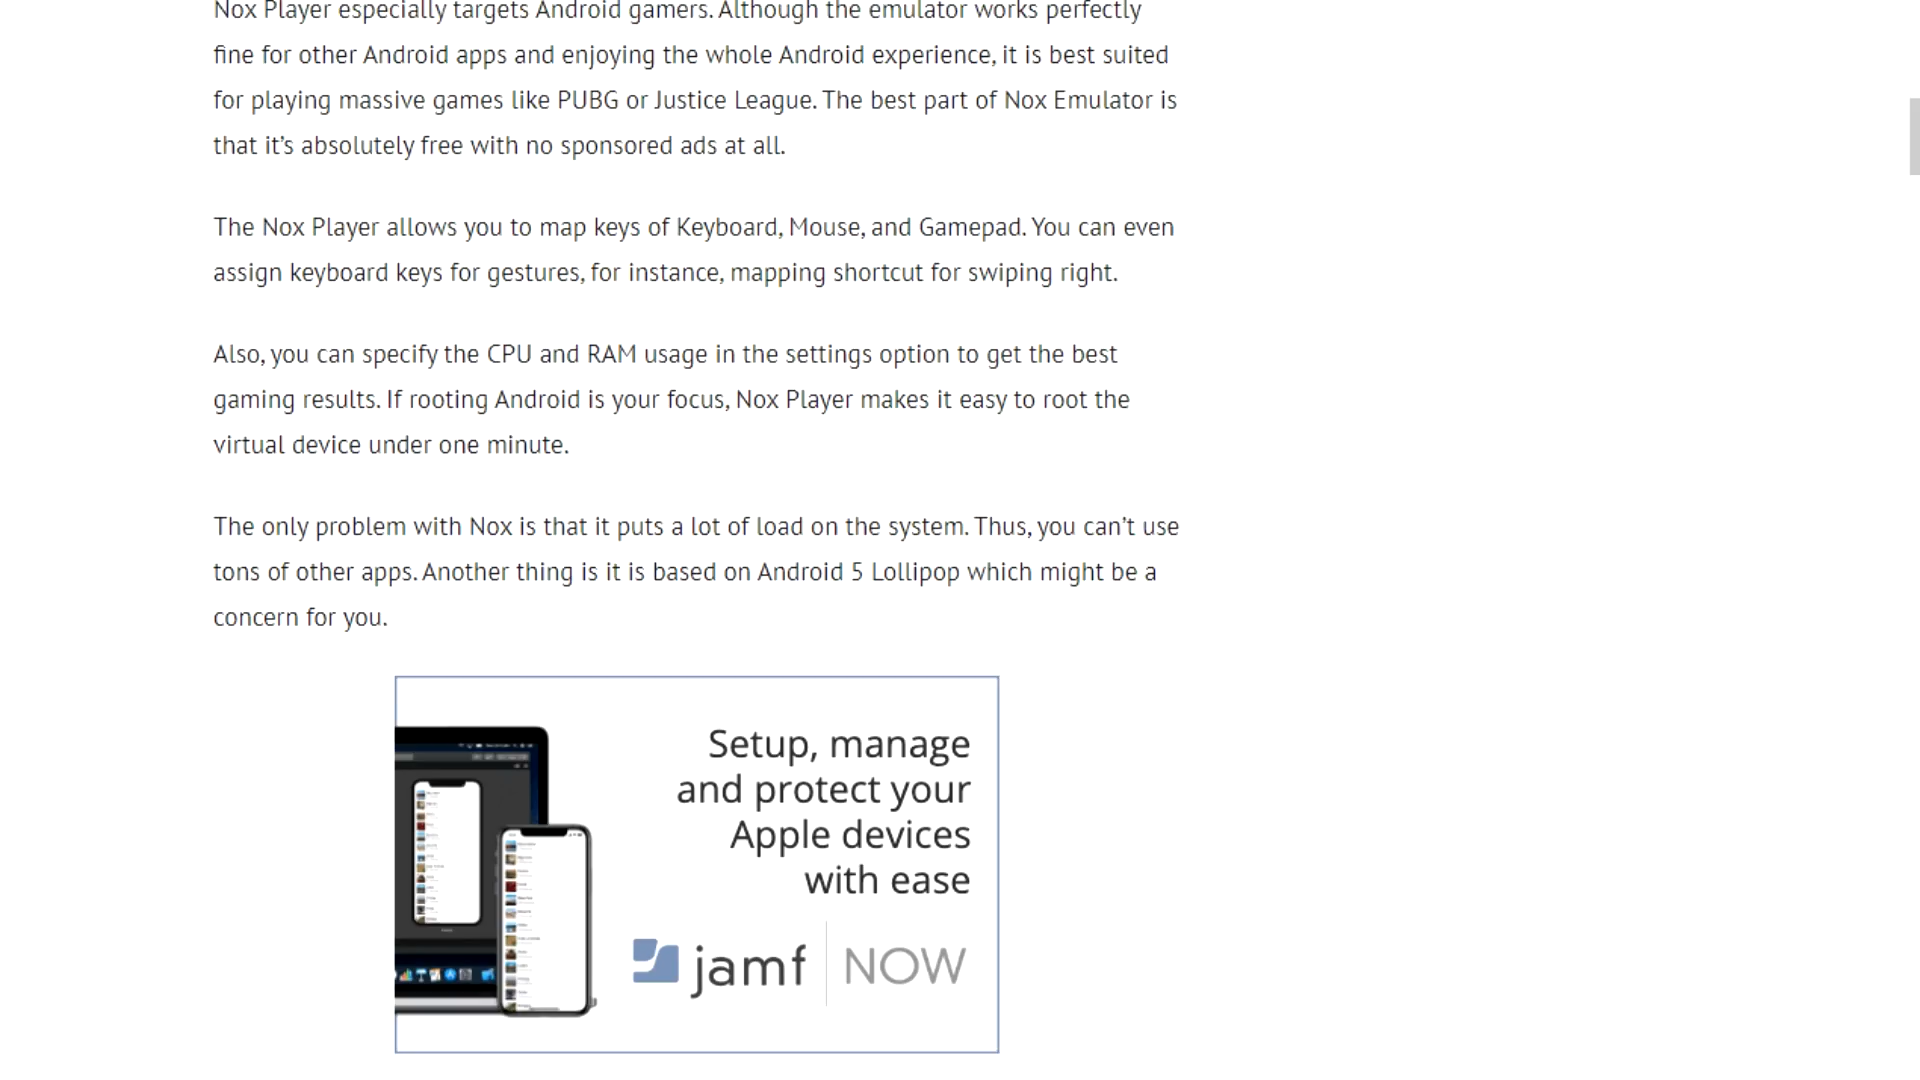 Nox Player especially targets Android gamers. Although the emulator works perfectly
fine for other Android apps and enjoying the whole Android experience, it is best suited
for playing massive games like PUBG or Justice League. The best part of Nox Emulator is
that it’s absolutely free with no sponsored ads at all.
The Nox Player allows you to map keys of Keyboard, Mouse, and Gamepad. You can even
assign keyboard keys for gestures, for instance, mapping shortcut for swiping right.
Also, you can specify the CPU and RAM usage in the settings option to get the best
gaming results. If rooting Android is your focus, Nox Player makes it easy to root the
virtual device under one minute.
The only problem with Nox is that it puts a lot of load on the system. Thus, you can’t use
tons of other apps. Another thing is it is based on Android 5 Lollipop which might be a
concern for you.
Setup, manage
and protect your
Apple devices
with ease
jamf NOW